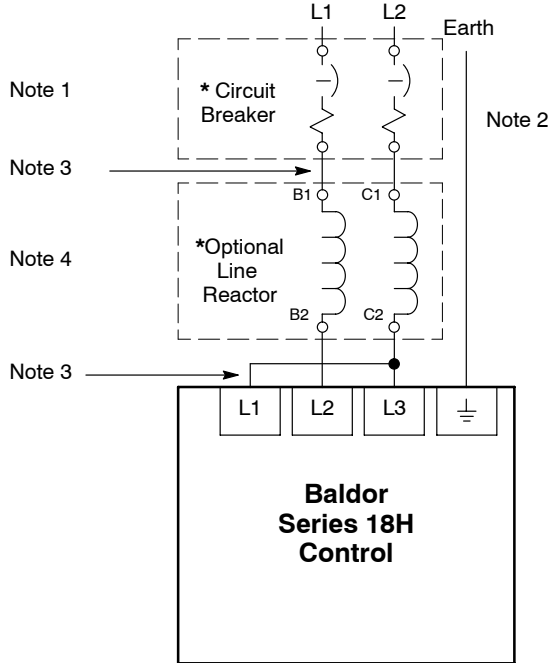 L1 L2
Earth
Note 1
* Circuit
Breaker
Note 2
Note 3
B1 C1
Note 4
*Optional
Line
Reactor
B2 C2
Note 3
L1 L2 L3
Baldor
Series 18H
Control